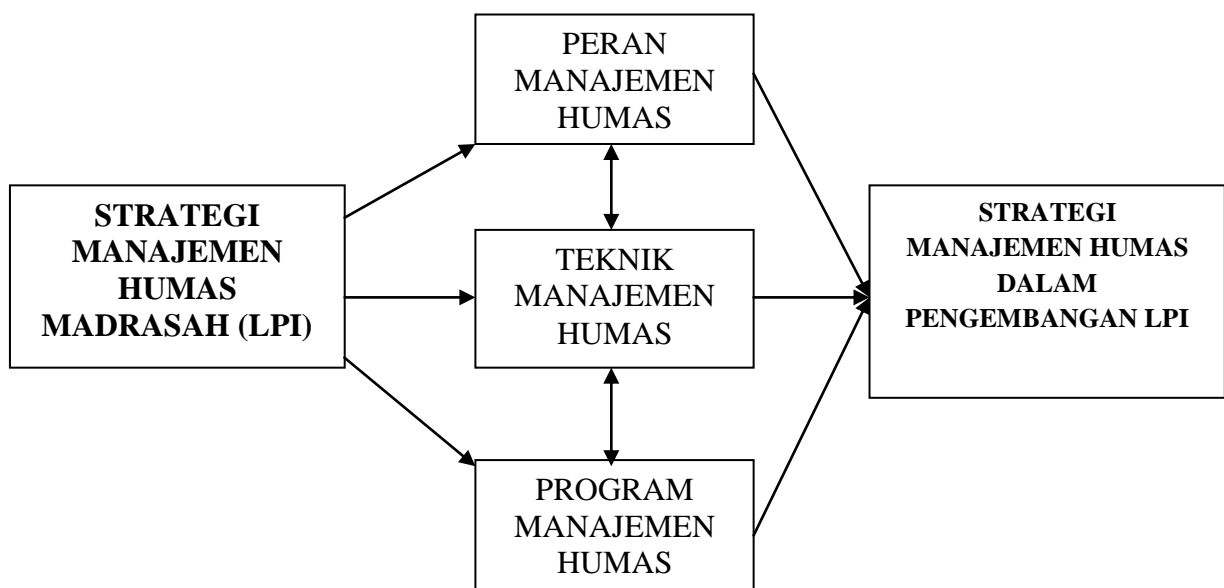 PERAN
MANAJEMEN
HUMAS
STRATEGI
MANAJEMEN
HUMAS
MADRASAH (LPI)
TEKNIK
MANAJEMEN
HUMAS
STRATEGI
MANAJEMEN HUMAS
DALAM
PENGEMBANGAN LPI
PROGRAM
MANAJEMEN
HUMAS